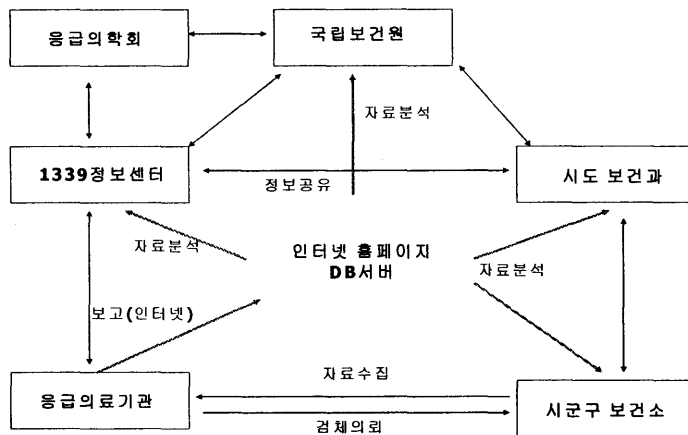 응급의학회
국립보건원
자료분석
1339정보센터
시도 보건과
정보공유
자료분석
인터넷 홈페이지
DB서버
자료분석
보고(인터넷)
자료수집
응급의료기관
시군구 보건소
검체의뢰